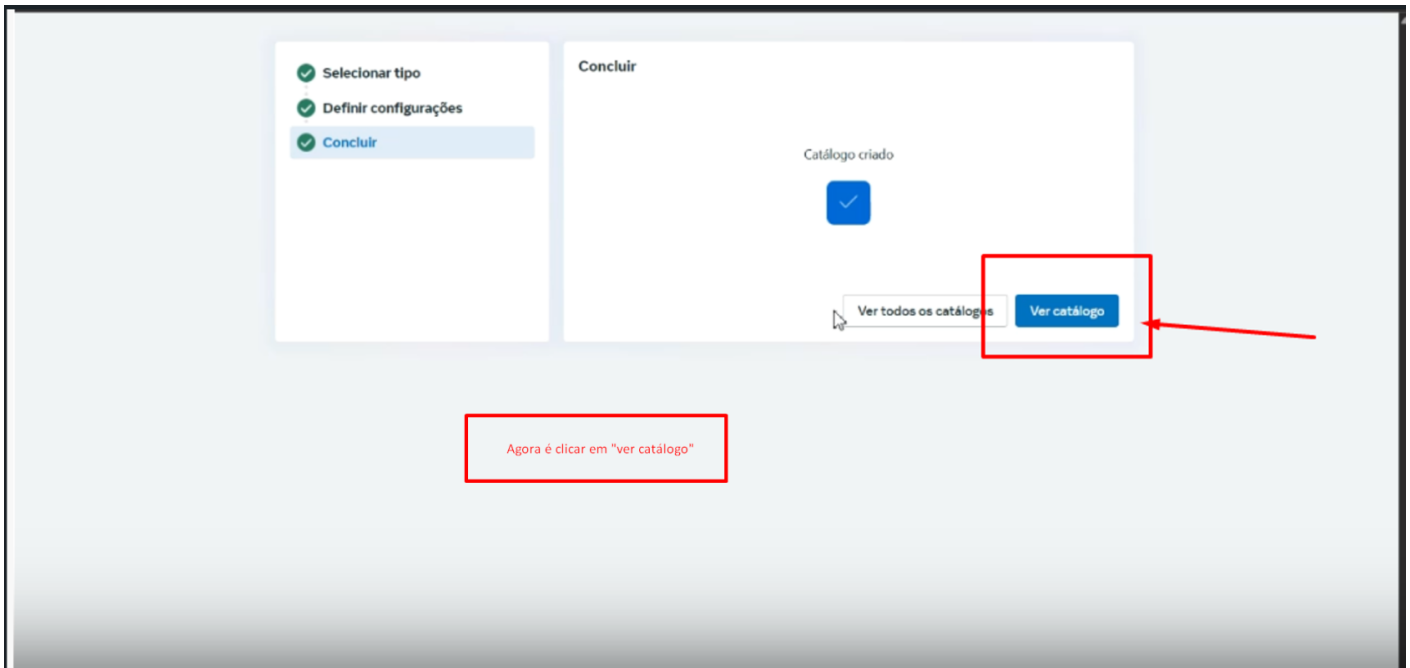 Selecionar tipo
Definir configurações
Concluir
Concluir
Catálogo criado
Ver todos os catálogos
Ver catálogo
Agora é clicar em "ver catálogo"